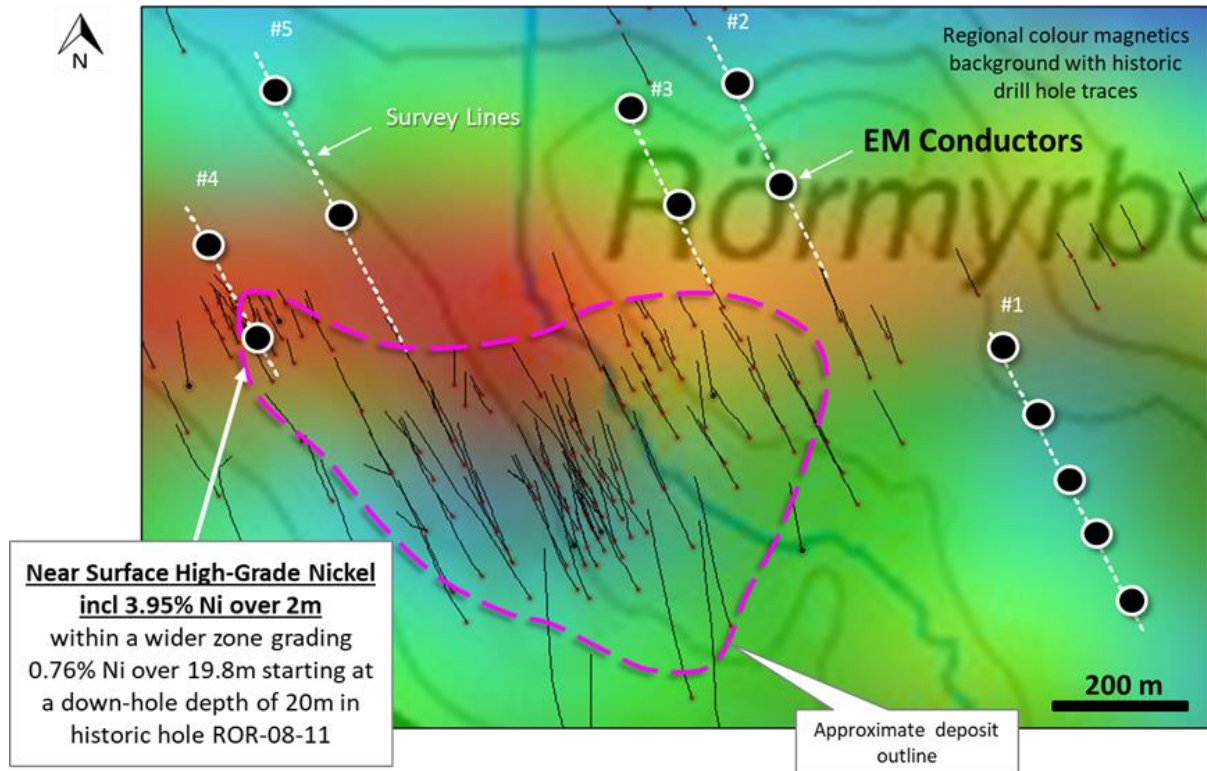 N
#5
#2
Regional colour magnetics
background with historic
drill hole traces
#3
Survey Lines
EM Conductors
#4
Rörmyrbe
#1
Near Surface High-Grade Nickel
incl 3.95% Ni over 2m
within a wider zone grading
0.76% Ni over 19.8m starting at
a down-hole depth of 20m in
historic hole ROR-08-11
200 m
Approximate deposit
outline